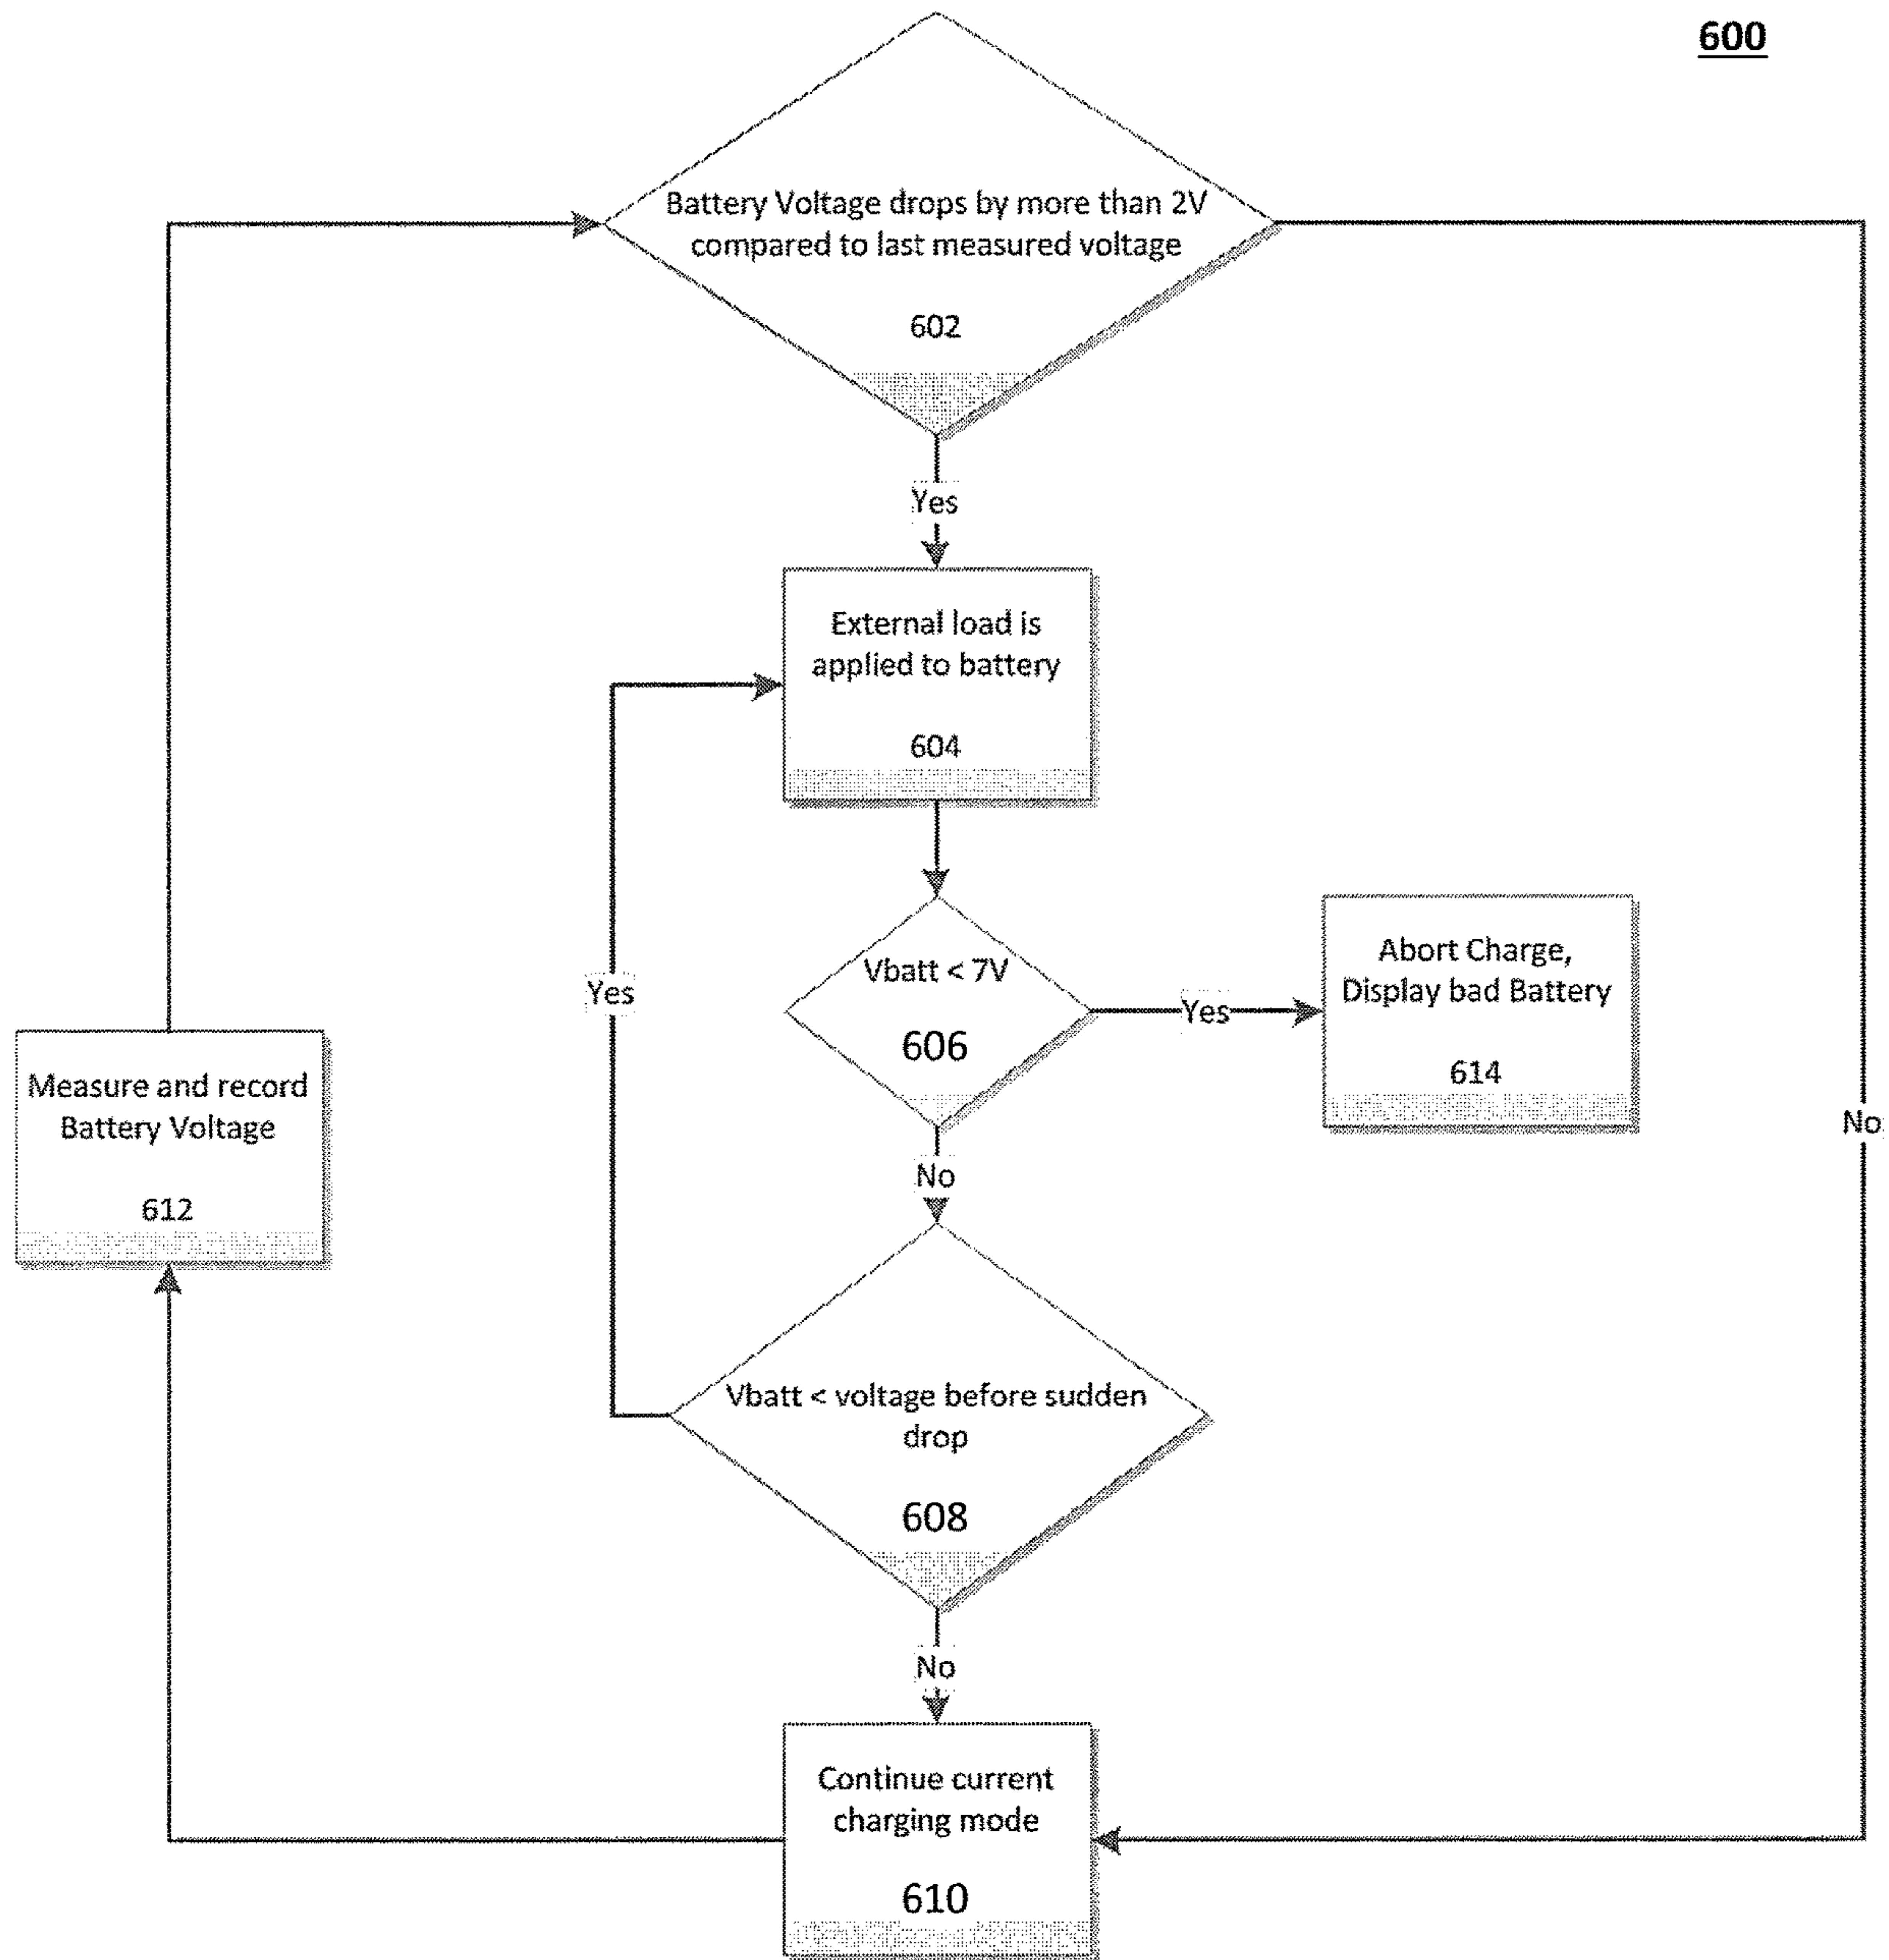 600
Battery Voltage drops by more than 2V
compared to last measured voltage
602
Yes
External load is
applied to battery
604
Vbatt < 7V
606
Yes
Abort Charge,
Display bad Battery
614
Yes
Measure and record
Battery Voltage
612
No
No
Vbatt < voltage before sudden
drop
608
No
Continue current
charging mode
610